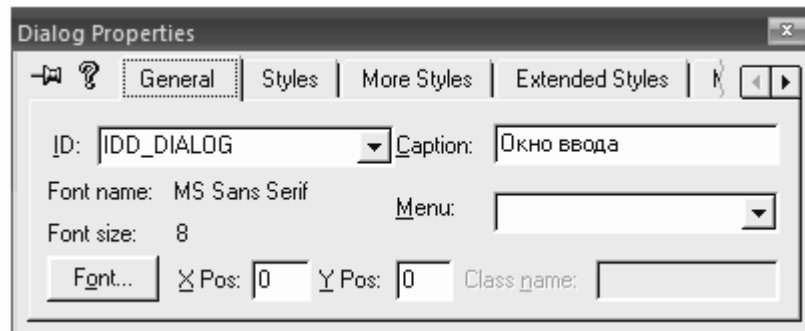 Dialog Properties
General Styles More Styles Extended Styles
ID: IDD_DIALOG Caption: Окно ввода
Font name: MS Sans Serif
Menu:
Font size: 8
Font... X Pos: 0 Y Pos: 0 Class name: